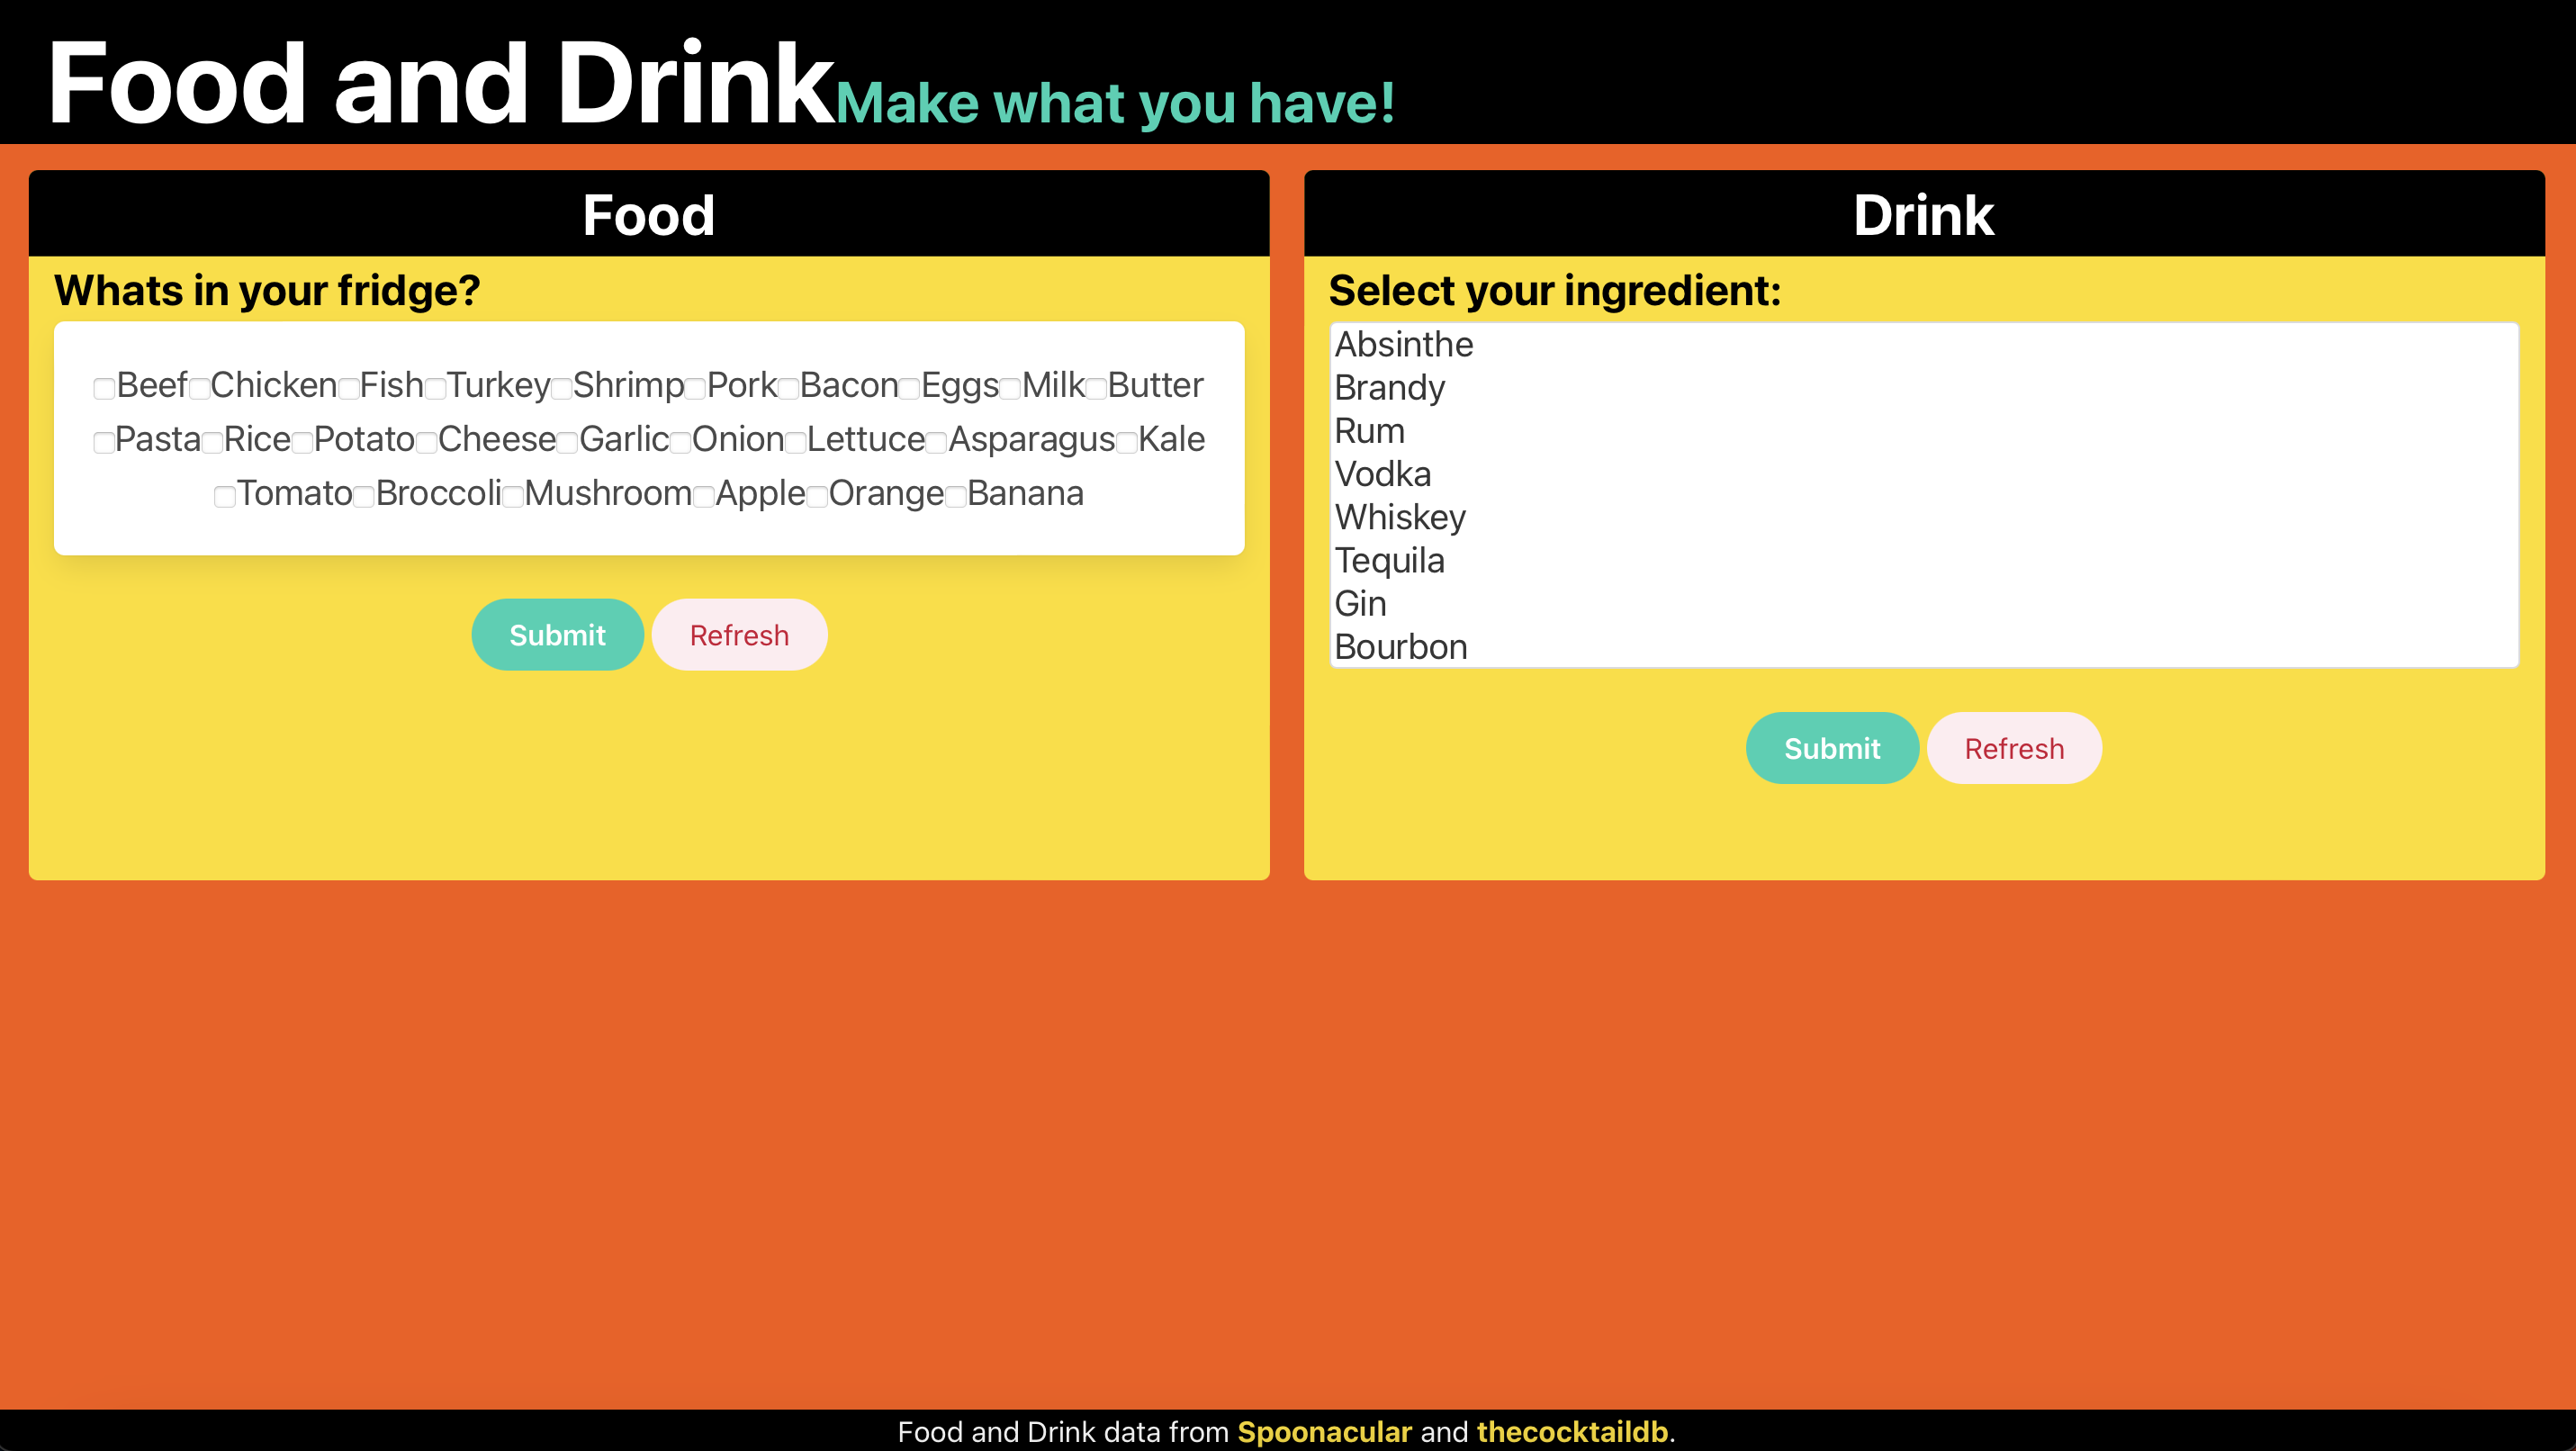 Food and Drink Make what you have!
Food
Whats in your fridge?
Beef Chicken Fish Turkey Shrimp Pork Bacon Eggs Milk Butter
Pasta Rice Potato Cheese Garlic Onion Lettuce Asparagus Kale
Tomato Broccoli Mushroom Apple Orange Banana
Submit Refresh
Drink
Select your ingredient:
Absinthe
Brandy
Rum
Vodka
Whiskey
Tequila
Gin
Bourbon
Submit Refresh
Food and Drink data from Spoonacular and thecocktaildb.